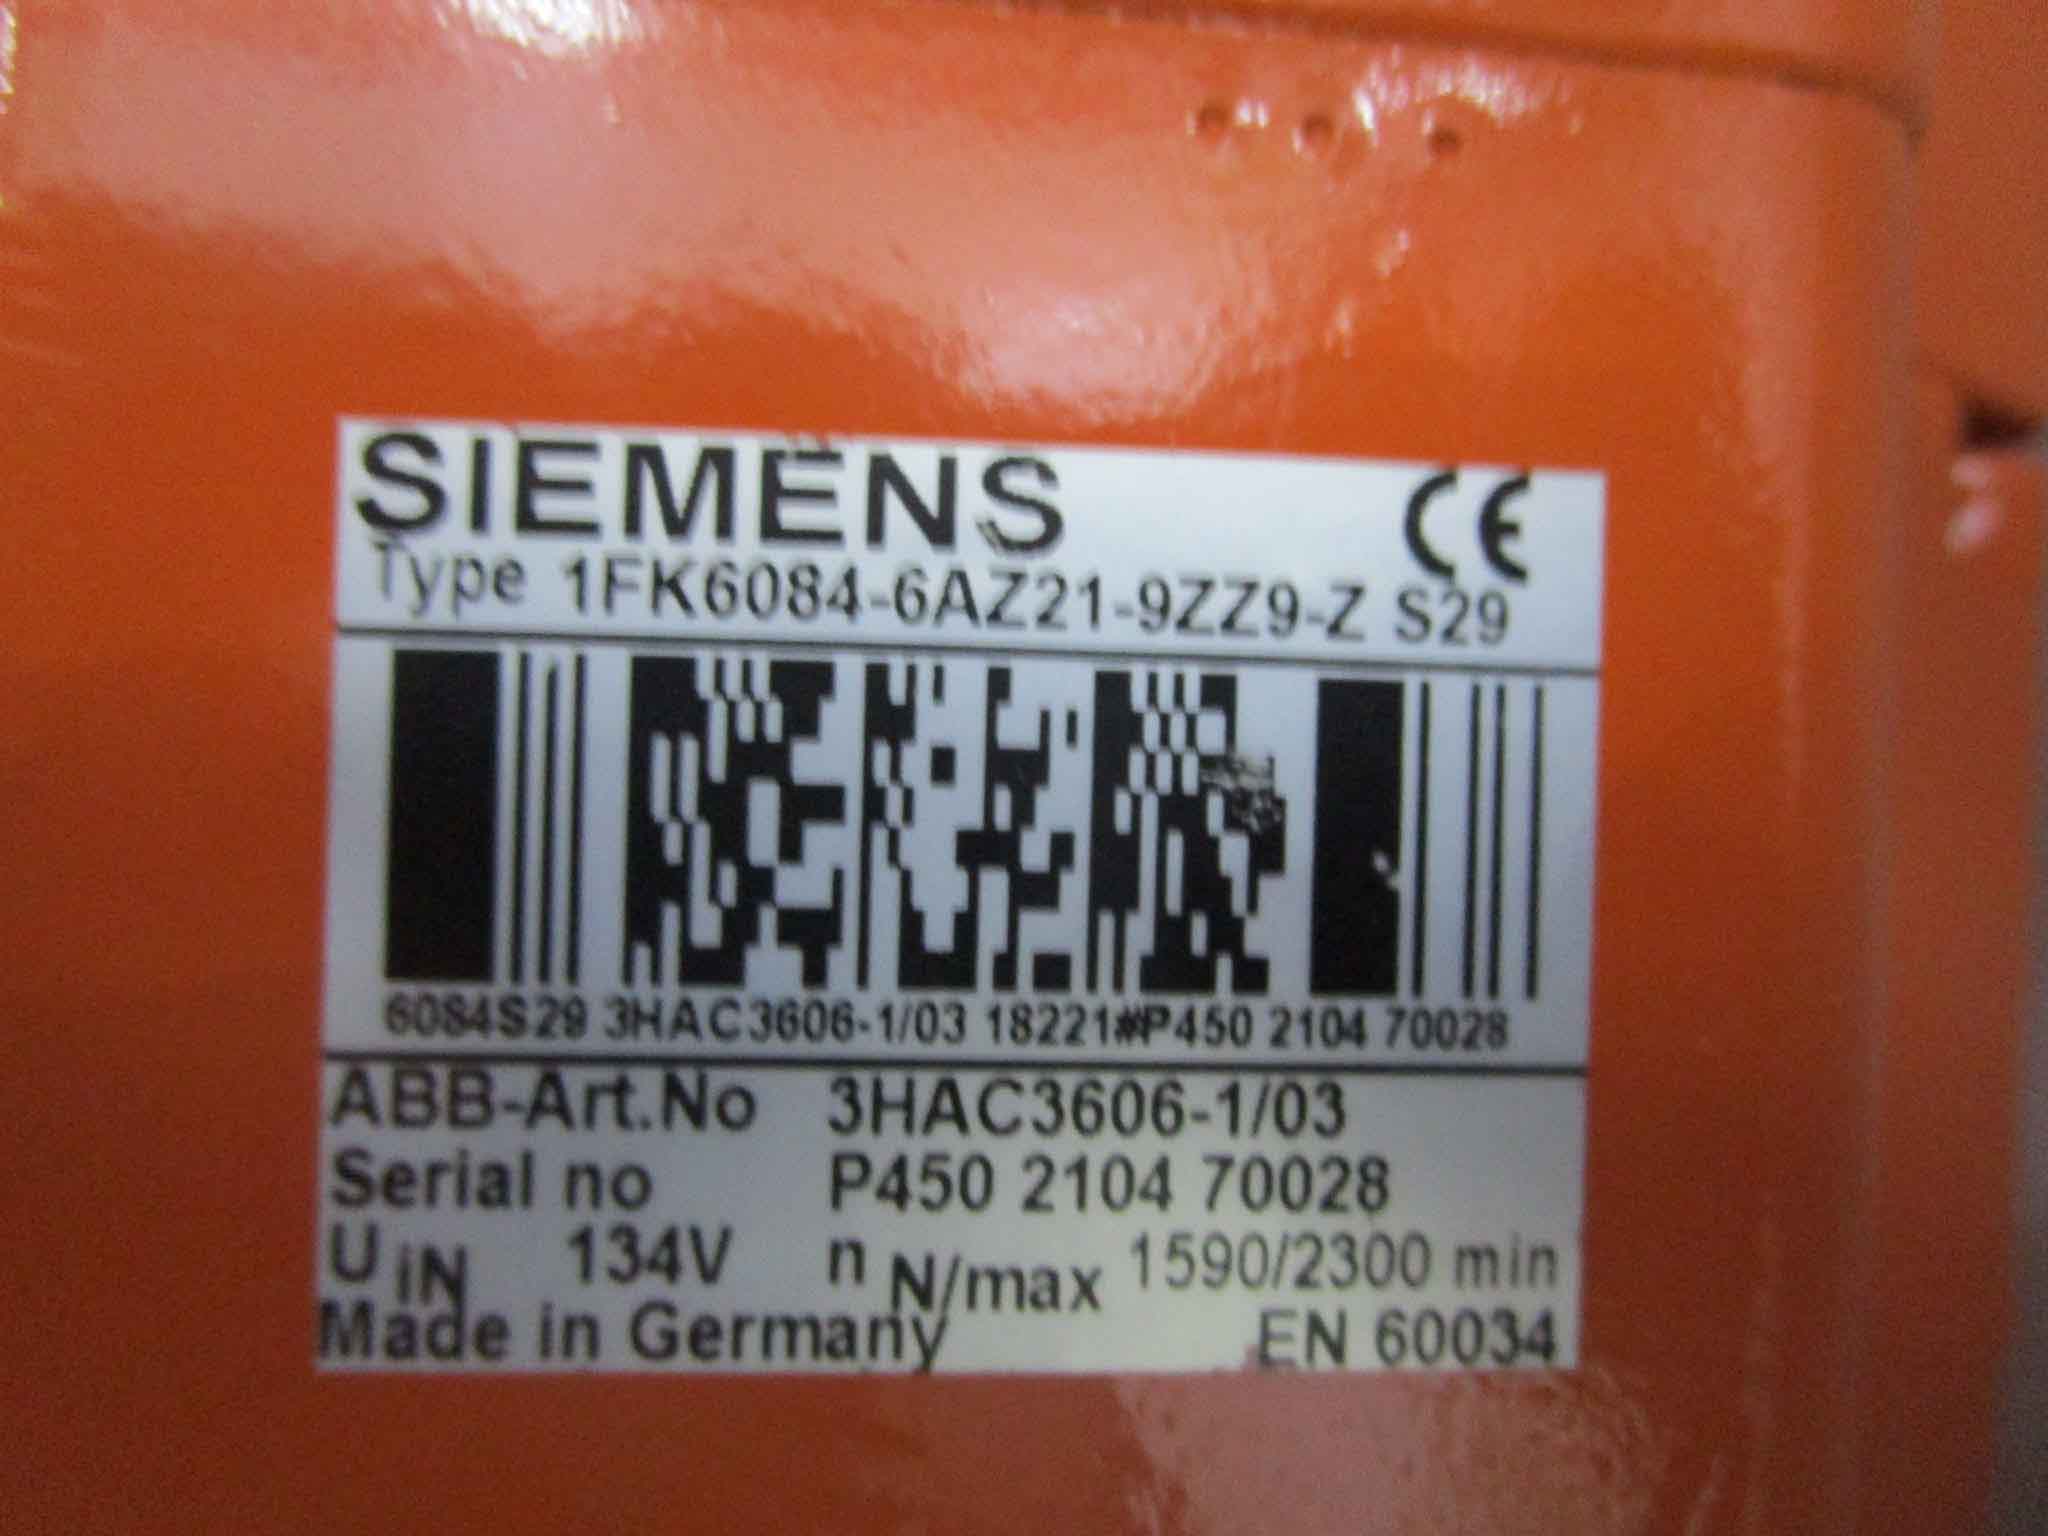 SIEMENS CE
Type 1FK6084-6AZ21-9ZZ9-Z S29
6084S29 3HAC3606-1/03 18221#P450 2104 70028
ABB-Art.No 3HAC3606-1/03
Serial no P450 2104 70028
U IN 134V n N/max 1590/2300 min
Made in Germany EN 60034